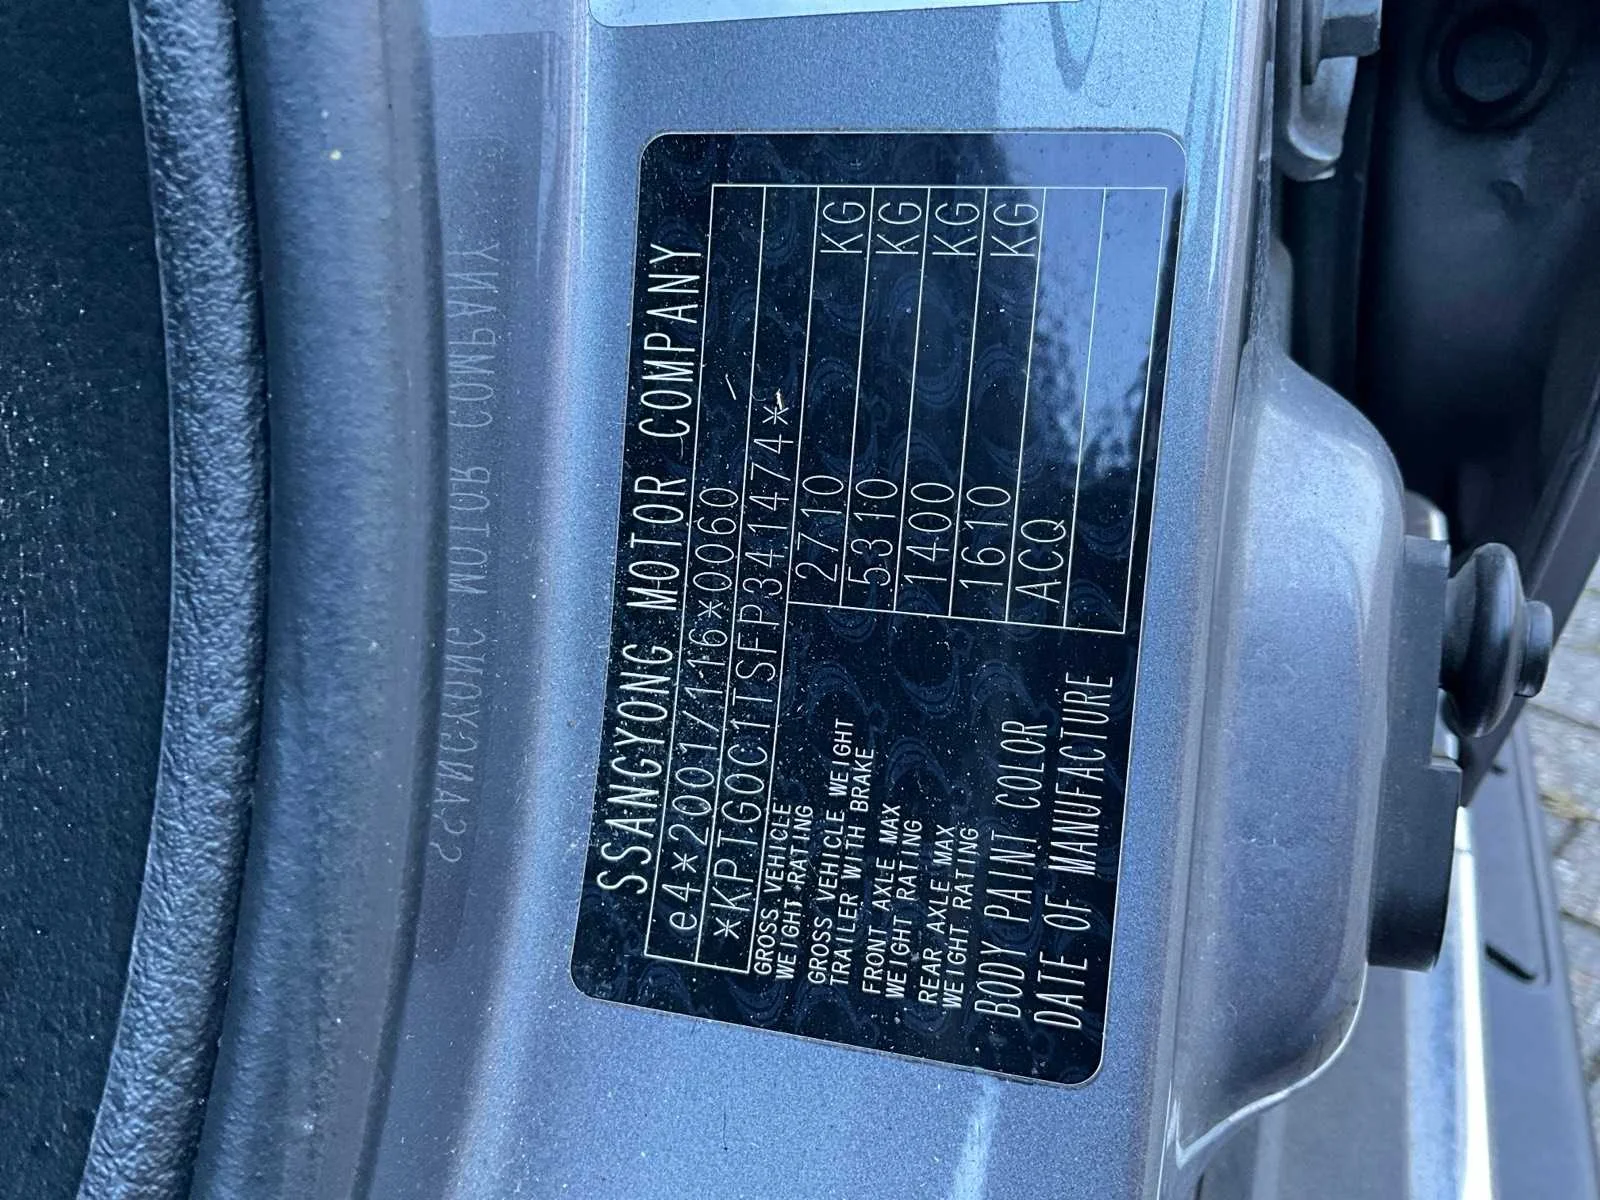 SSANGYONG MOTOR COMPANY
e4*2001/116*0060
*KPTG0C1TSFP341474*
GROSS VEHICLE
WEIGHT RATING 2710 KG
GROSS VEHICLE WEIGHT
TRAILER WITH BRAKE 5310 KG
FRONT AXLE MAX
WEIGHT RATING 1400 KG
REAR AXLE MAX
WEIGHT RATING 1610 KG
BODY PAINT COLOR ACQ
DATE OF MANUFACTURE